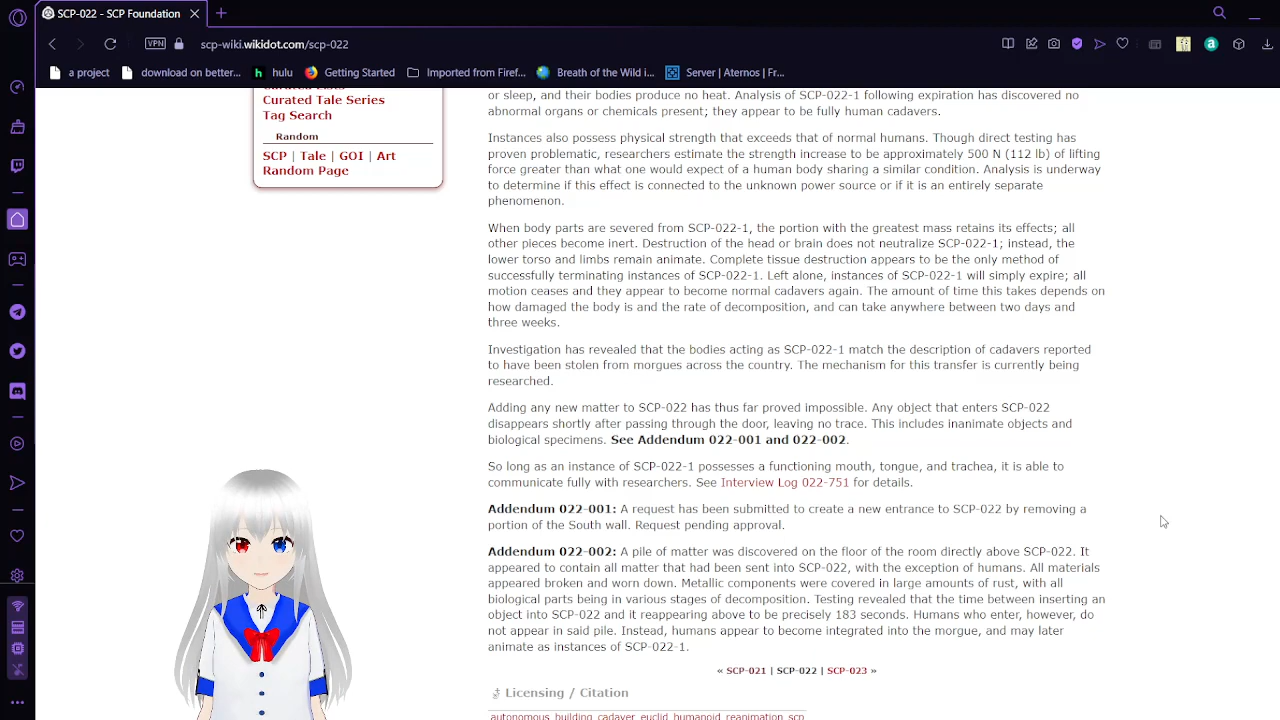 SCP-022 - SCP Foundation
VPN
scp-wiki.wikidot.com/scp-022
a project
download on better...
hulu
Getting Started
Imported from Firef...
Breath of the Wild i...
Server | Aternos | Fr...
Curated Tale Series
Tag Search
Random
SCP | Tale | GOI | Art
Random Page
or sleep, and their bodies produce no heat. Analysis of SCP-022-1 following expiration has discovered no
abnormal organs or chemicals present; they appear to be fully human cadavers.
Instances also possess physical strength that exceeds that of normal humans. Though direct testing has
proven problematic, researchers estimate the strength increase to be approximately 500 N (112 lb) of lifting
force greater than what one would expect of a human body sharing a similar condition. Analysis is underway
to determine if this effect is connected to the unknown power source or if it is an entirely separate
phenomenon.
When body parts are severed from SCP-022-1, the portion with the greatest mass retains its effects; all
other pieces become inert. Destruction of the head or brain does not neutralize SCP-022-1; instead, the
lower torso and limbs remain animate. Complete tissue destruction appears to be the only method of
successfully terminating instances of SCP-022-1. Left alone, instances of SCP-022-1 will simply expire; all
motion ceases and they appear to become normal cadavers again. The amount of time this takes depends on
how damaged the body is and the rate of decomposition, and can take anywhere between two days and
three weeks.
Investigation has revealed that the bodies acting as SCP-022-1 match the description of cadavers reported
to have been stolen from morgues across the country. The mechanism for this transfer is currently being
researched.
Adding any new matter to SCP-022 has thus far proved impossible. Any object that enters SCP-022
disappears shortly after passing through the door, leaving no trace. This includes inanimate objects and
biological specimens. See Addendum 022-001 and 022-002.
So long as an instance of SCP-022-1 possesses a functioning mouth, tongue, and trachea, it is able to
communicate fully with researchers. See Interview Log 022-751 for details.
Addendum 022-001: A request has been submitted to create a new entrance to SCP-022 by removing a
portion of the South wall. Request pending approval.
Addendum 022-002: A pile of matter was discovered on the floor of the room directly above SCP-022. It
appeared to contain all matter that had been sent into SCP-022, with the exception of humans. All materials
appeared broken and worn down. Metallic components were covered in large amounts of rust, with all
biological parts being in various stages of decomposition. Testing revealed that the time between inserting an
object into SCP-022 and it reappearing above to be precisely 183 seconds. Humans who enter, however, do
not appear in said pile. Instead, humans appear to become integrated into the morgue, and may later
animate as instances of SCP-022-1.
« SCP-021 | SCP-022 | SCP-023 »
Licensing / Citation
autonomous building cadaver euclid humanoid reanimation scp